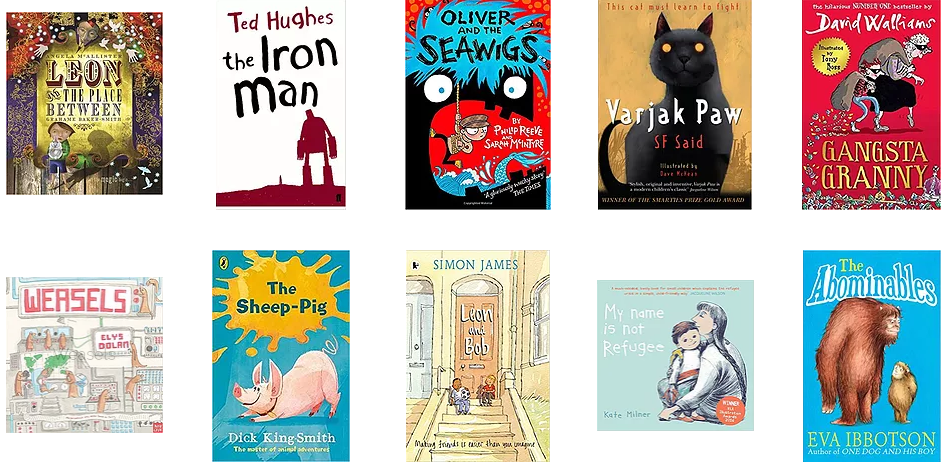 ANGELA McALLISTER
LEON
AND THE PLACE
BETWEEN
GRAHAME BAKER-SMITH
Ted Hughes
the Iron
man
OLIVER
AND THE
SEAWIGS
BY
PHILIP REEVE
AND
SARAH McINTYRE
'A gloriously wacky story'
THE TIMES
This cat must learn to fight
Varjak Paw
SF Said
Illustrated by
Dave McKean
WINNER OF THE SMARTIES PRIZE GOLD AWARD
The hilarious NUMBER ONE bestseller by
David Walliams
Illustrated
by
Tony
Ross
GANGSTA
GRANNY
WEASELS
ELYS
DOLAN
The
Sheep-Pig
Dick King-Smith
The master of animal adventures
SIMON JAMES
Leon
and
Bob
Making friends is easier than you imagine
My name
is not
Refugee
Kate Milner
WINNER
The
Abominables
EVA IBBOTSON
Author of ONE DOG AND HIS BOY